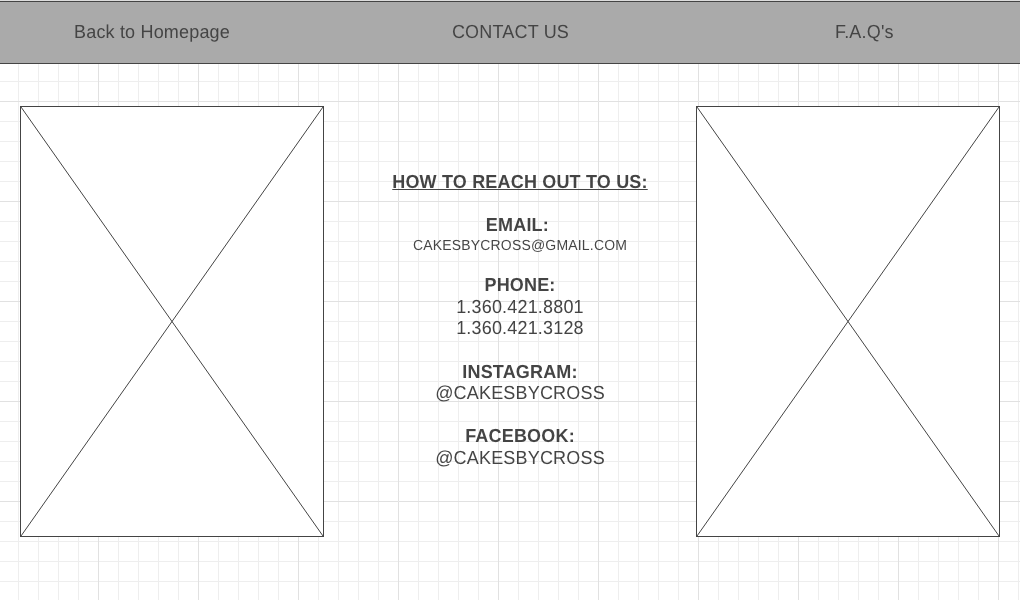 Back to Homepage
CONTACT US
F.A.Q's
HOW TO REACH OUT TO US:
EMAIL:
CAKESBYCROSS@GMAIL.COM
PHONE:
1.360.421.8801
1.360.421.3128
INSTAGRAM:
@CAKESBYCROSS
FACEBOOK:
@CAKESBYCROSS